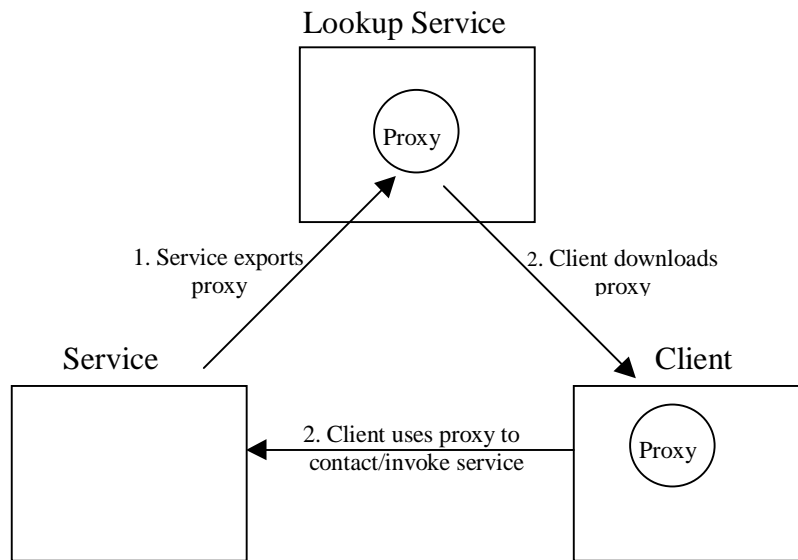 Lookup Service
Proxy
1. Service exports
proxy
2. Client downloads
proxy
Service
Client
2. Client uses proxy to
contact/invoke service
Proxy